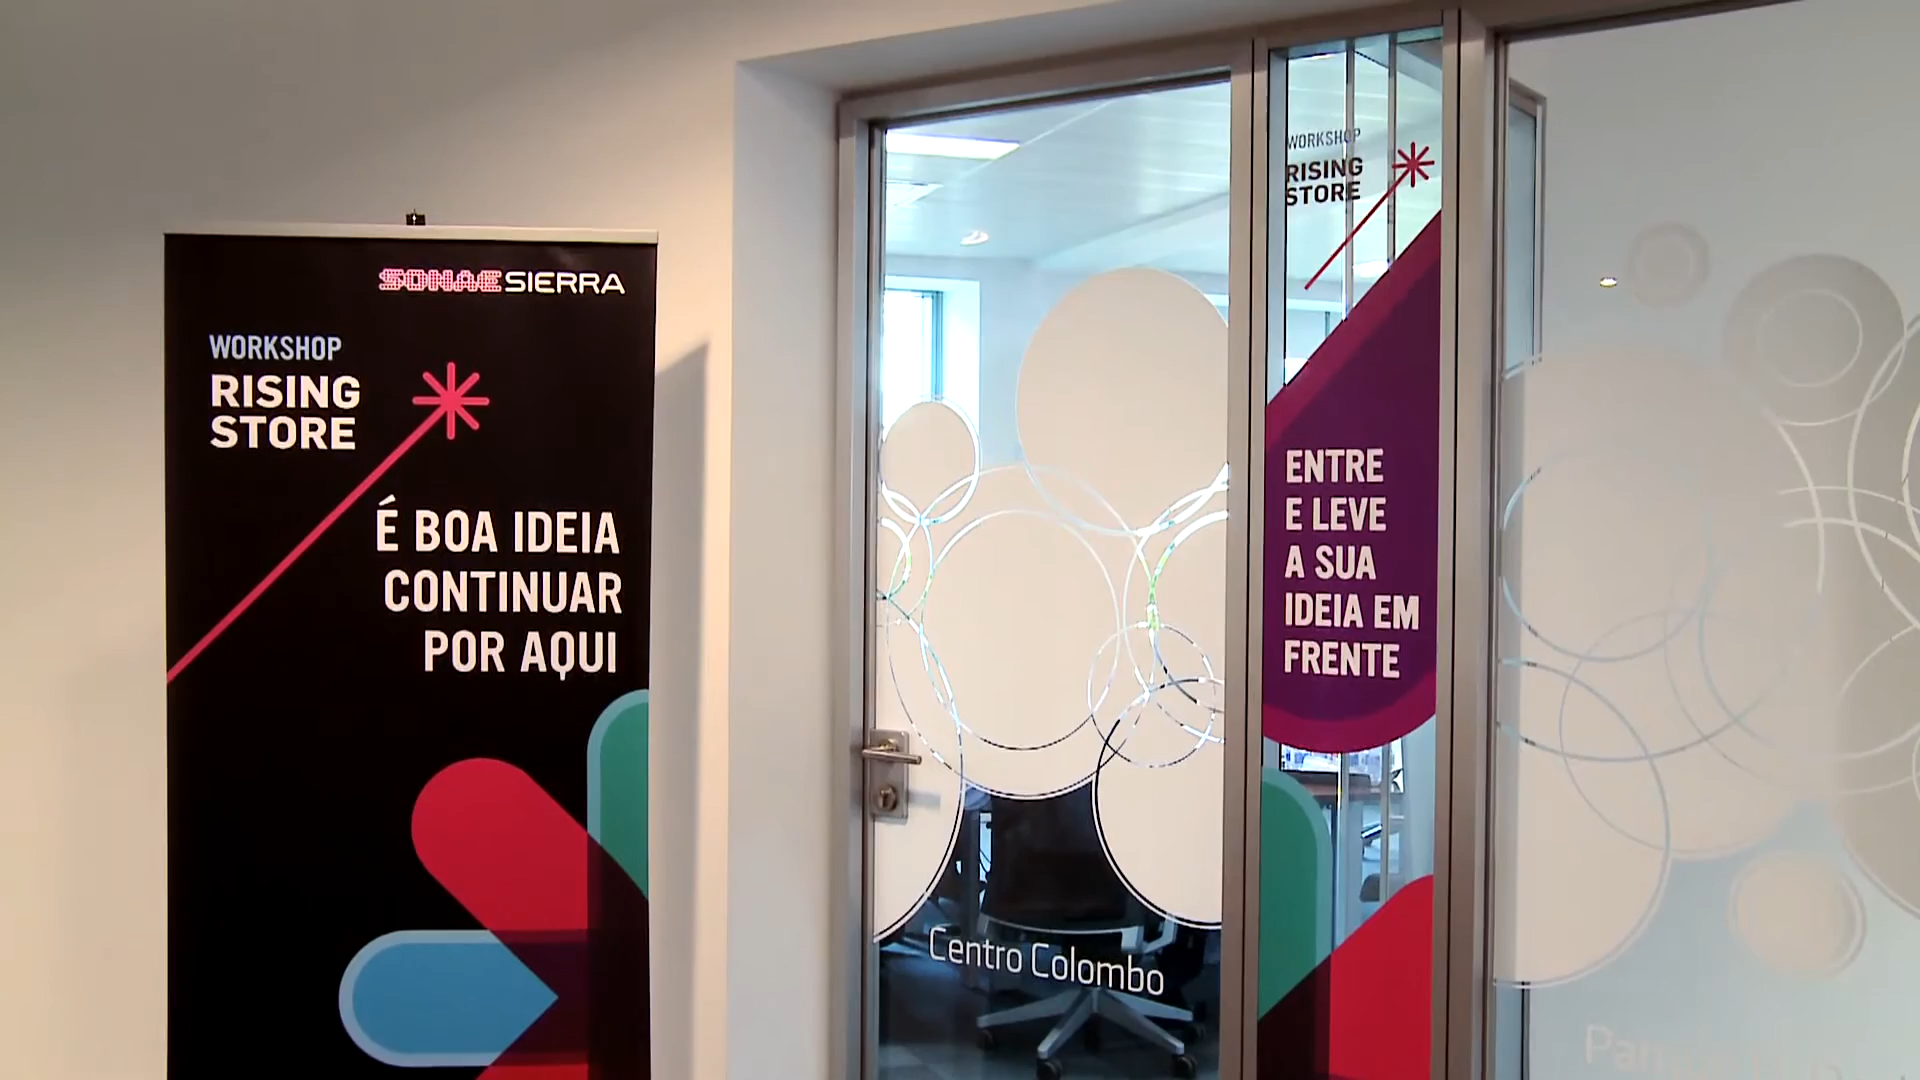 SONAE SIERRA
WORKSHOP
RISING
STORE
É BOA IDEIA
CONTINUAR
POR AQUI
Centro Colombo
WORKSHOP
RISING
STORE
ENTRE
E LEVE
A SUA
IDEIA EM
FRENTE